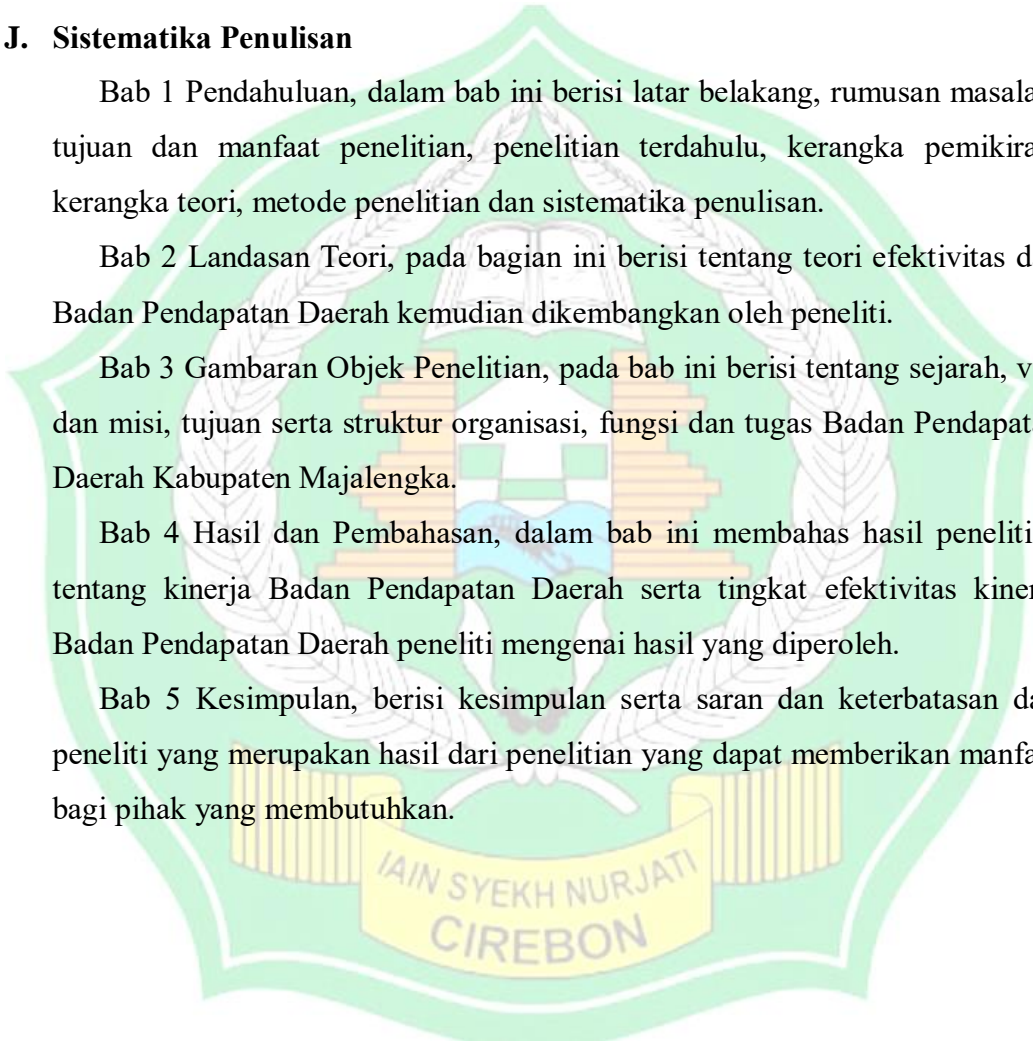 J. Sistematika Penulisan
Bab 1 Pendahuluan, dalam bab ini berisi latar belakang, rumusan masala
tujuan dan manfaat penelitian, penelitian terdahulu, kerangka pemikira
kerangka teori, metode penelitian dan sistematika penulisan.
Bab 2 Landasan Teori, pada bagian ini berisi tentang teori efektivitas d
Badan Pendapatan Daerah kemudian dikembangkan oleh peneliti.
Bab 3 Gambaran Objek Penelitian, pada bab ini berisi tentang sejarah, v
dan misi, tujuan serta struktur organisasi, fungsi dan tugas Badan Pendapat
Daerah Kabupaten Majalengka.
Bab 4 Hasil dan Pembahasan, dalam bab ini membahas hasil peneliti
tentang kinerja Badan Pendapatan Daerah serta tingkat efektivitas kiner
Badan Pendapatan Daerah peneliti mengenai hasil yang diperoleh.
Bab 5 Kesimpulan, berisi kesimpulan serta saran dan keterbatasan da
peneliti yang merupakan hasil dari penelitian yang dapat memberikan manfa
bagi pihak yang membutuhkan.
IAIN SYEKH NURJATI
CIREBON